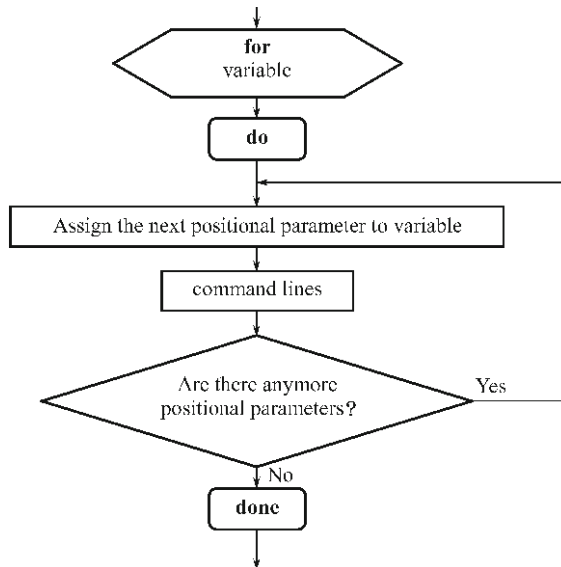 for
variable
do
Assign the next positional parameter to variable
command lines
Are there anymore
positional parameters?
Yes
No
done